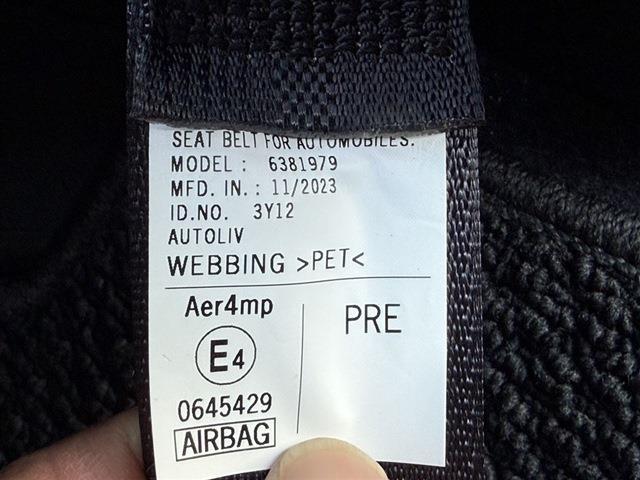 SEAT BELT FOR AUTOMOBILES.
MODEL : 6381979
MFD. IN. : 11/2023
ID.NO. 3Y12
AUTOLIV
WEBBING >PET<
Aer4mp
E4
0645429
AIRBAG
PRE